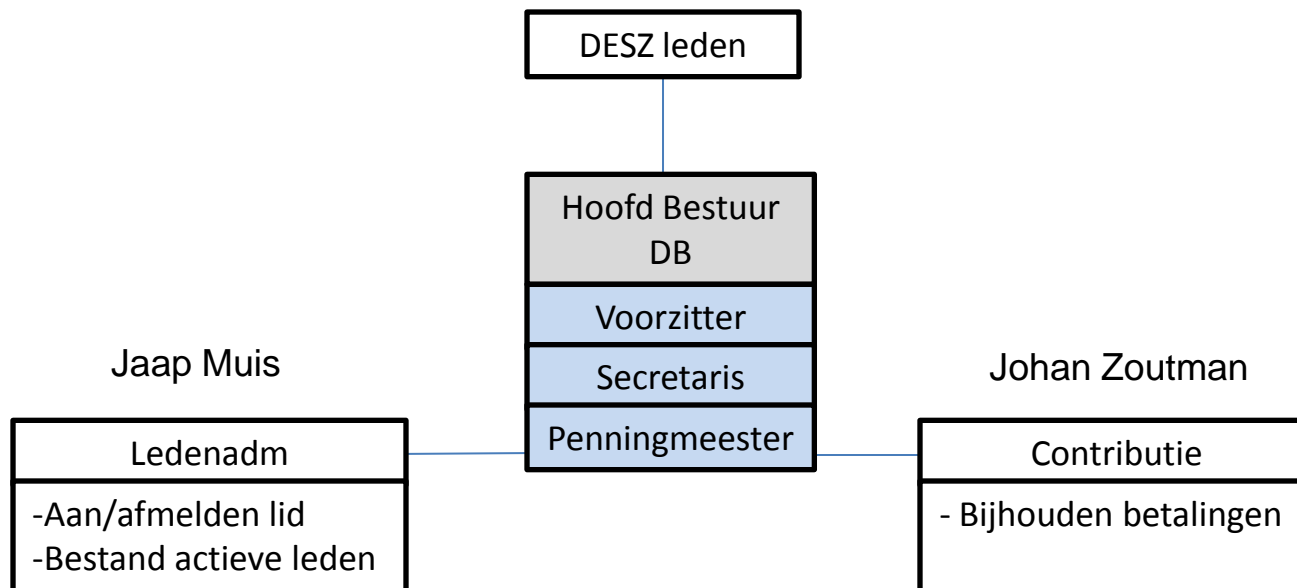 DESZ leden
Hoofd Bestuur
DB
Voorzitter
Secretaris
Penningmeester
Jaap Muis
Ledenadm
-Aan/afmelden lid
-Bestand actieve leden
Johan Zoutman
Contributie
- Bijhouden betalingen